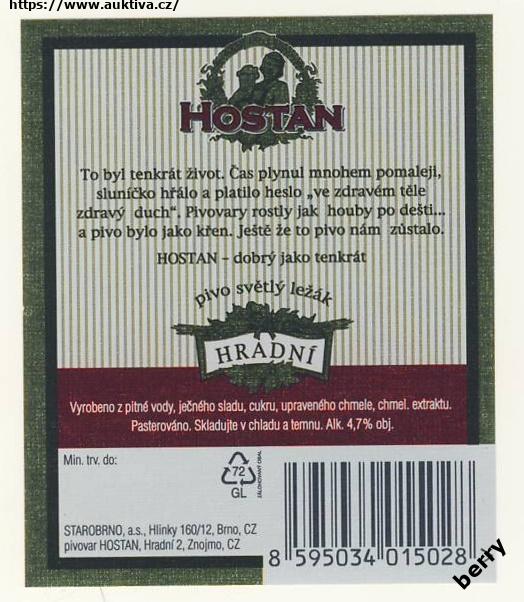 https://www.auktiva.cz/
HOSTAN
To byl tenkrát život. Čas plynul mnohem pomaleji,
sluníčko hřálo a platilo heslo „ve zdravém těle
zdravý duch“. Pivovary rostly jak houby po dešti...
a pivo bylo jako křen. Ještě že to pivo nám zůstalo.
HOSTAN – dobrý jako tenkrát
pivo světlý ležák
HRADNÍ
Vyrobeno z pitné vody, ječného sladu, cukru, upraveného chmele, chmel. extraktu.
Pasterováno. Skladujte v chladu a temnu. Alk. 4,7% obj.
Min. trv. do:
72
GL
ZÁLOHOVANÝ OBAL
STAROBRNO, a.s., Hlinky 160/12, Brno, CZ
pivovar HOSTAN, Hradní 2, Znojmo, CZ
8 595034 015028
berry